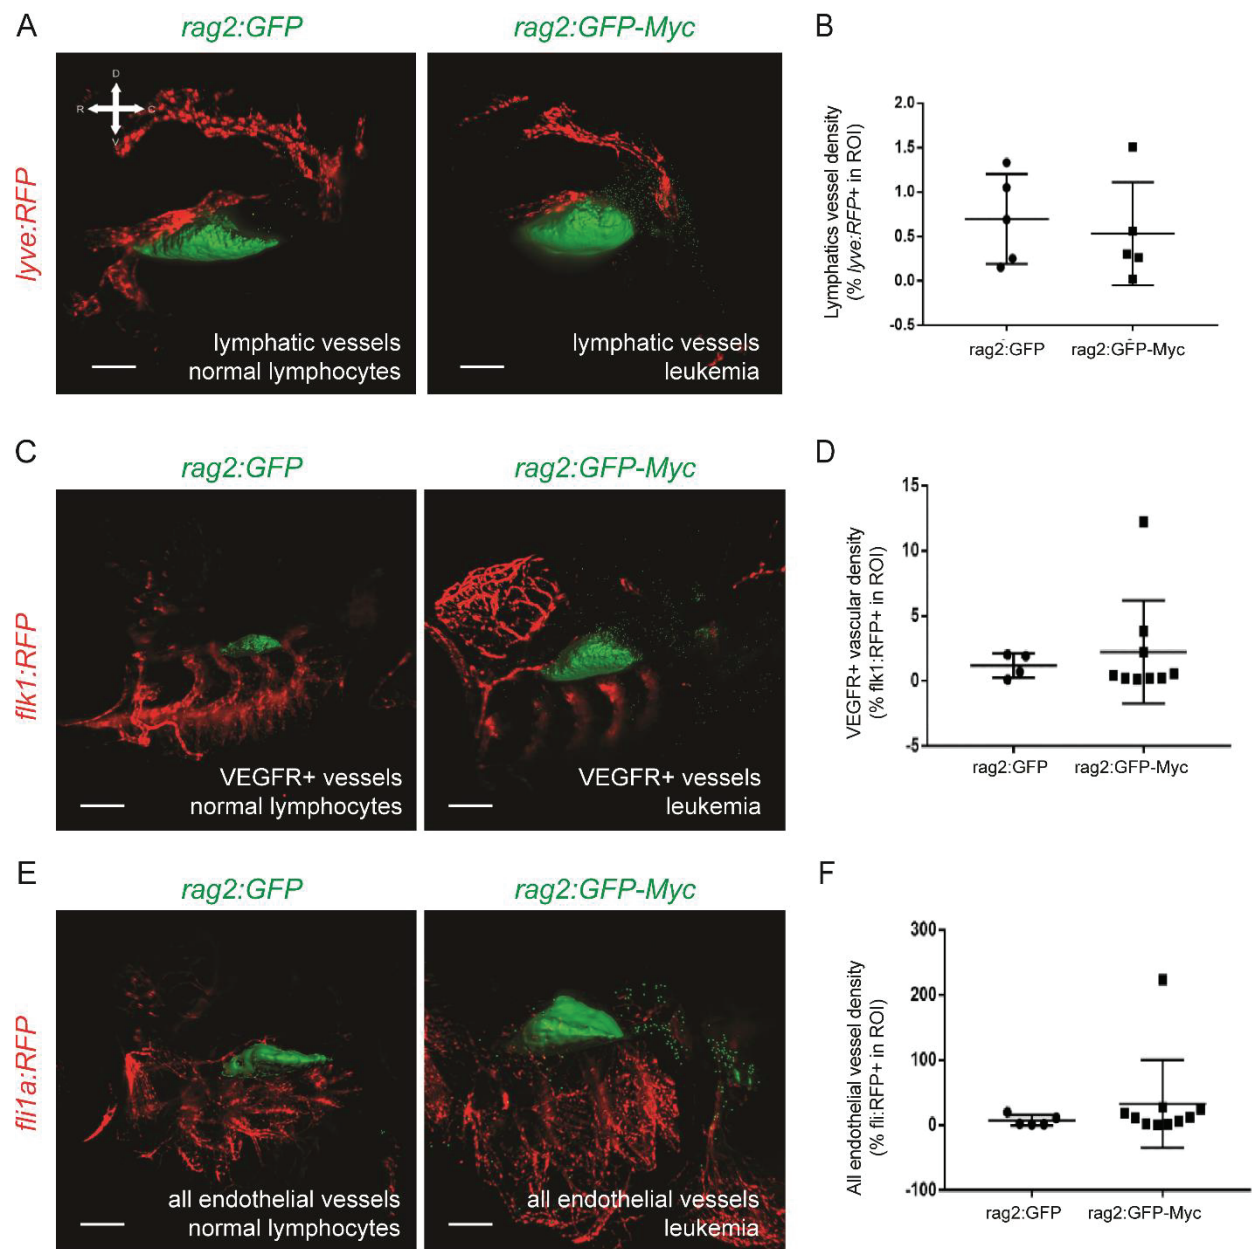 A
rag2:GFP
rag2:GFP-Myc
B
lyve:RFP
D
R
C
V
lymphatic vessels
normal lymphocytes
lymphatic vessels
leukemia
Lymphatics vessel density
(% lyve:RFP+ in ROI)
2.0
1.5
1.0
0.5
0.0
-0.5
rag2:GFP
rag2:GFP-Myc
C
rag2:GFP
rag2:GFP-Myc
D
flk1:RFP
VEGFR+ vessels
normal lymphocytes
VEGFR+ vessels
leukemia
VEGFR+ vascular density
(% flk1:RFP+ in ROI)
15
10
5
0
-5
rag2:GFP
rag2:GFP-Myc
E
rag2:GFP
rag2:GFP-Myc
F
fli1a:RFP
all endothelial vessels
normal lymphocytes
all endothelial vessels
leukemia
All endothelial vessel density
(% fli:RFP+ in ROI)
300
200
100
0
-100
rag2:GFP
rag2:GFP-Myc